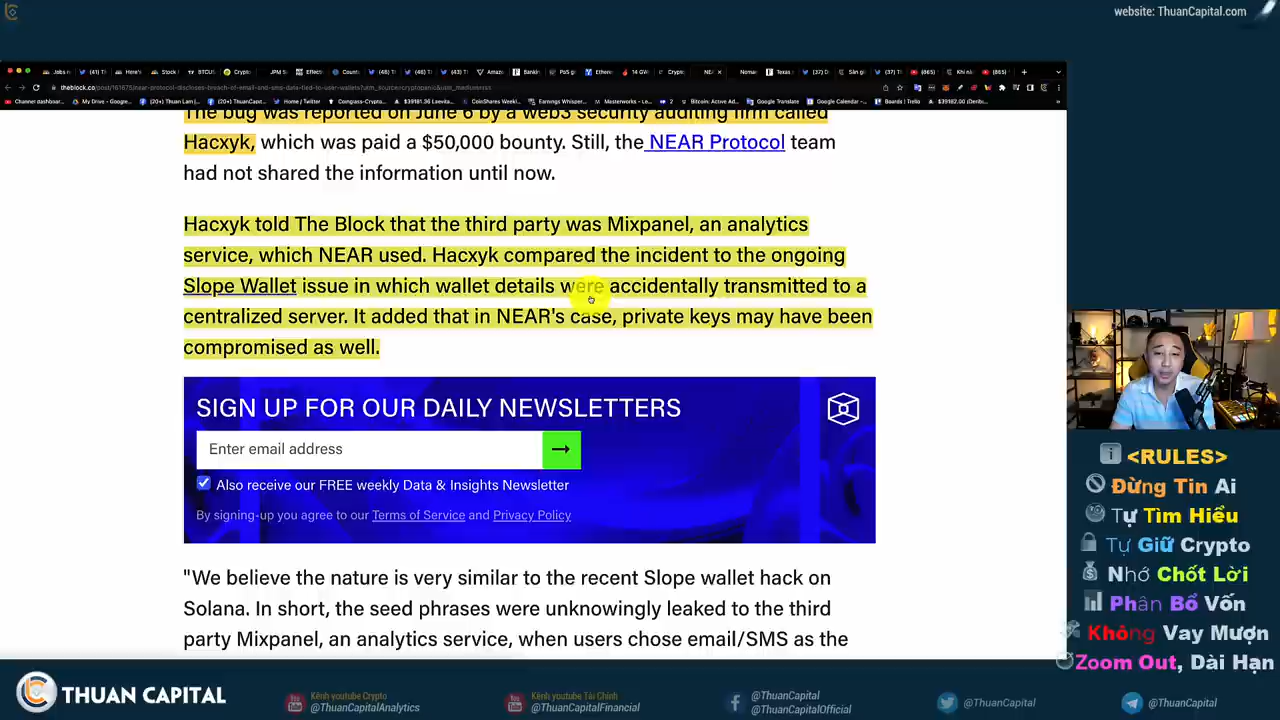 website: ThuanCapital.com
The bug was reported on June 6 by a web3 security auditing firm called
Hacxyk, which was paid a $50,000 bounty. Still, the NEAR Protocol team
had not shared the information until now.
Hacxyk told The Block that the third party was Mixpanel, an analytics
service, which NEAR used. Hacxyk compared the incident to the ongoing
Slope Wallet issue in which wallet details were accidentally transmitted to a
centralized server. It added that in NEAR's case, private keys may have been
compromised as well.
SIGN UP FOR OUR DAILY NEWSLETTERS
Enter email address
Also receive our FREE weekly Data & Insights Newsletter
By signing-up you agree to our Terms of Service and Privacy Policy
"We believe the nature is very similar to the recent Slope wallet hack on
Solana. In short, the seed phrases were unknowingly leaked to the third
party Mixpanel, an analytics service, when users chose email/SMS as the
<RULES>
Đừng Tin Ai
Tự Tìm Hiểu
Tự Giữ Crypto
Nhớ Chốt Lời
Phân Bổ Vốn
Không Vay Mượn
Zoom Out, Dài Hạn
THUAN CAPITAL
Kênh youtube Crypto
@ThuanCapitalAnalytics
Kênh youtube Tài Chính
@ThuanCapitalFinancial
@ThuanCapital
@ThuanCapitalOfficial
@ThuanCapital
@ThuanCapital